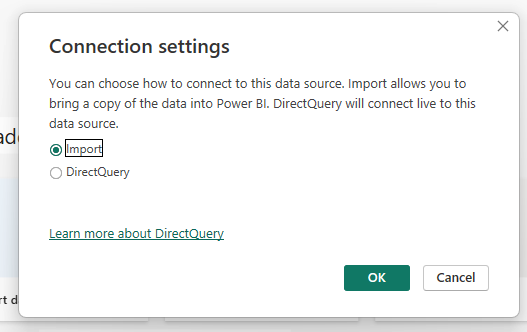 Connection settings
You can choose how to connect to this data source. Import allows you to
bring a copy of the data into Power BI. DirectQuery will connect live to this
data source.
Import
DirectQuery
Learn more about DirectQuery
OK Cancel